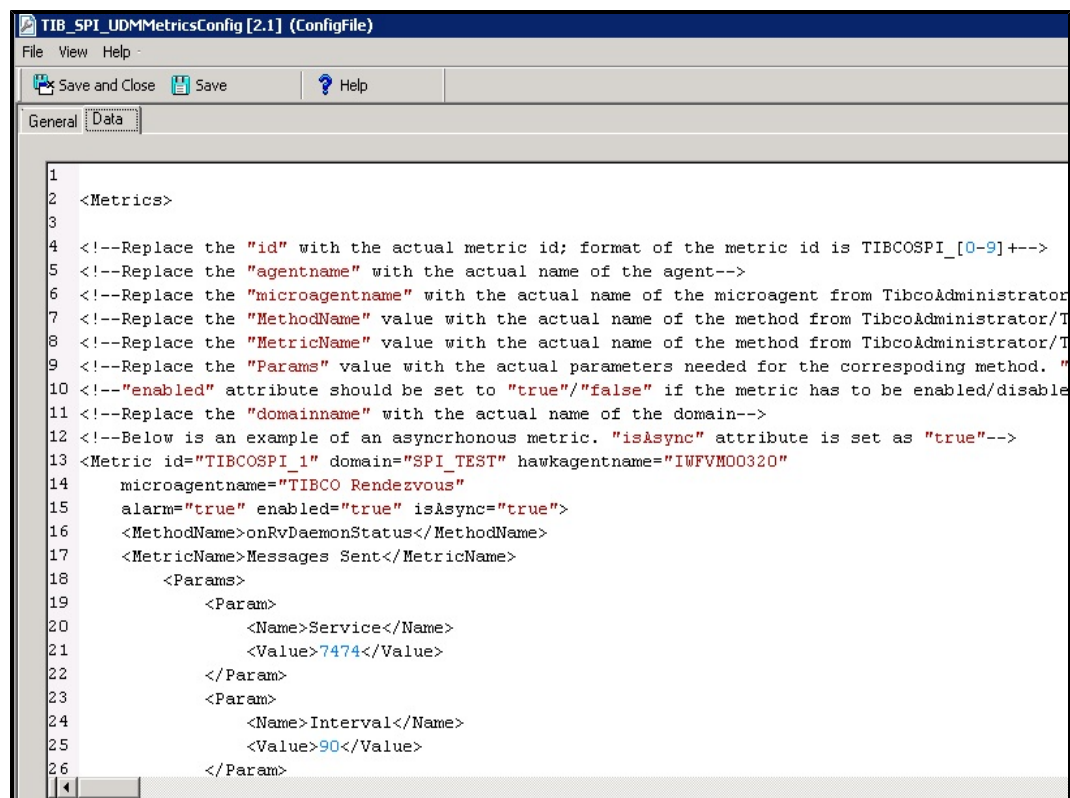 TIB_SPI_UDMMetricsConfig [2.1] (ConfigFile)
File View Help
Save and Close Save Help
General Data
1
2 <Metrics>
3
4 <!--Replace the "id" with the actual metric id; format of the metric id is TIBCOSPI_[0-9]+-->
5 <!--Replace the "agentname" with the actual name of the agent-->
6 <!--Replace the "microagentname" with the actual name of the microagent from TibcoAdministrator
7 <!--Replace the "MethodName" value with the actual name of the method from TibcoAdministrator/T
8 <!--Replace the "MetricName" value with the actual name of the method from TibcoAdministrator/T
9 <!--Replace the "Params" value with the actual parameters needed for the correspoding method. "
10 <!--"enabled" attribute should be set to "true"/"false" if the metric has to be enabled/disable
11 <!--Replace the "domainname" with the actual name of the domain-->
12 <!--Below is an example of an asyncrhonous metric. "isAsync" attribute is set as "true"-->
13 <Metric id="TIBCOSPI_1" domain="SPI_TEST" hawkagentname="IWFVM00320"
14 microagentname="TIBCO Rendezvous"
15 alarm="true" enabled="true" isAsync="true">
16 <MethodName>onRvDaemonStatus</MethodName>
17 <MetricName>Messages Sent</MetricName>
18 <Params>
19 <Param>
20 <Name>Service</Name>
21 <Value>7474</Value>
22 </Param>
23 <Param>
24 <Name>Interval</Name>
25 <Value>90</Value>
26 </Param>